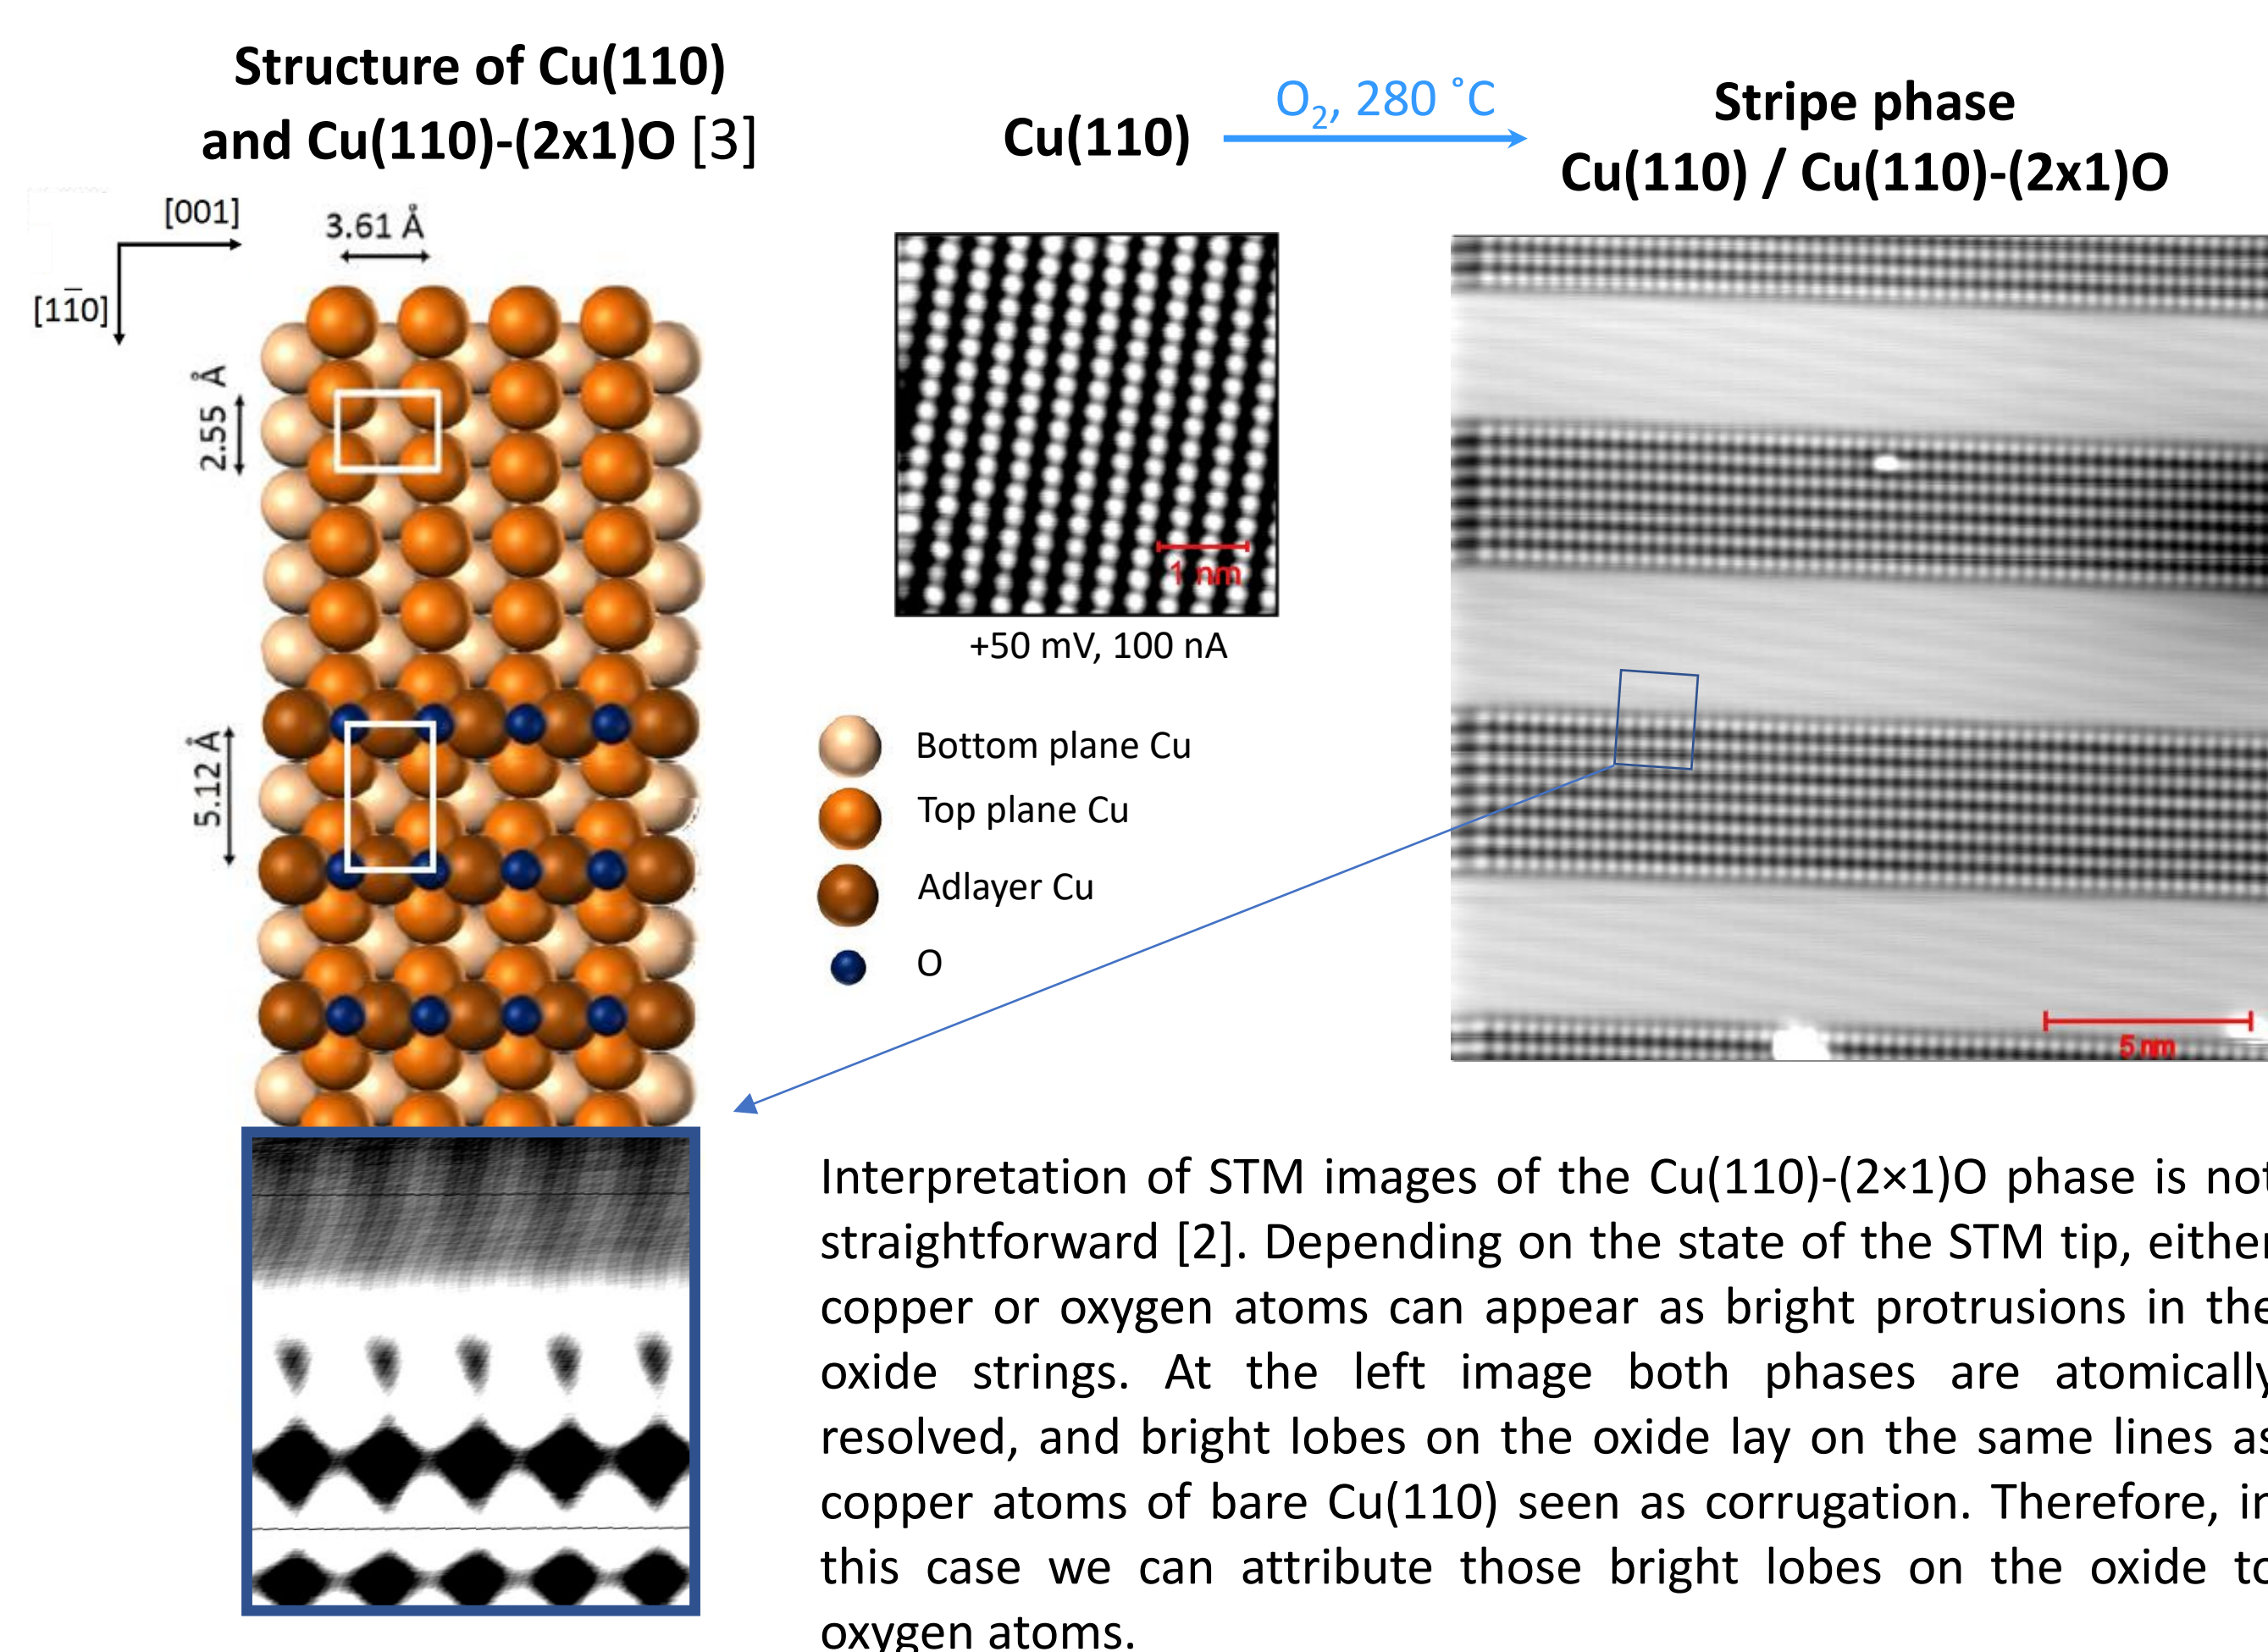 Structure of Cu(110)
and Cu(110)-(2x1)O [3]
Cu(110)
O₂, 280 ˚C
Stripe phase
Cu(110) / Cu(110)-(2x1)O
[001]
[11̅0]
3.61 Å
2.55 Å
5.12 Å
1 nm
+50 mV, 100 nA
Bottom plane Cu
Top plane Cu
Adlayer Cu
O
5 nm
Interpretation of STM images of the Cu(110)-(2×1)O phase is not
straightforward [2]. Depending on the state of the STM tip, either
copper or oxygen atoms can appear as bright protrusions in the
oxide strings. At the left image both phases are atomically
resolved, and bright lobes on the oxide lay on the same lines as
copper atoms of bare Cu(110) seen as corrugation. Therefore, in
this case we can attribute those bright lobes on the oxide to
oxygen atoms.